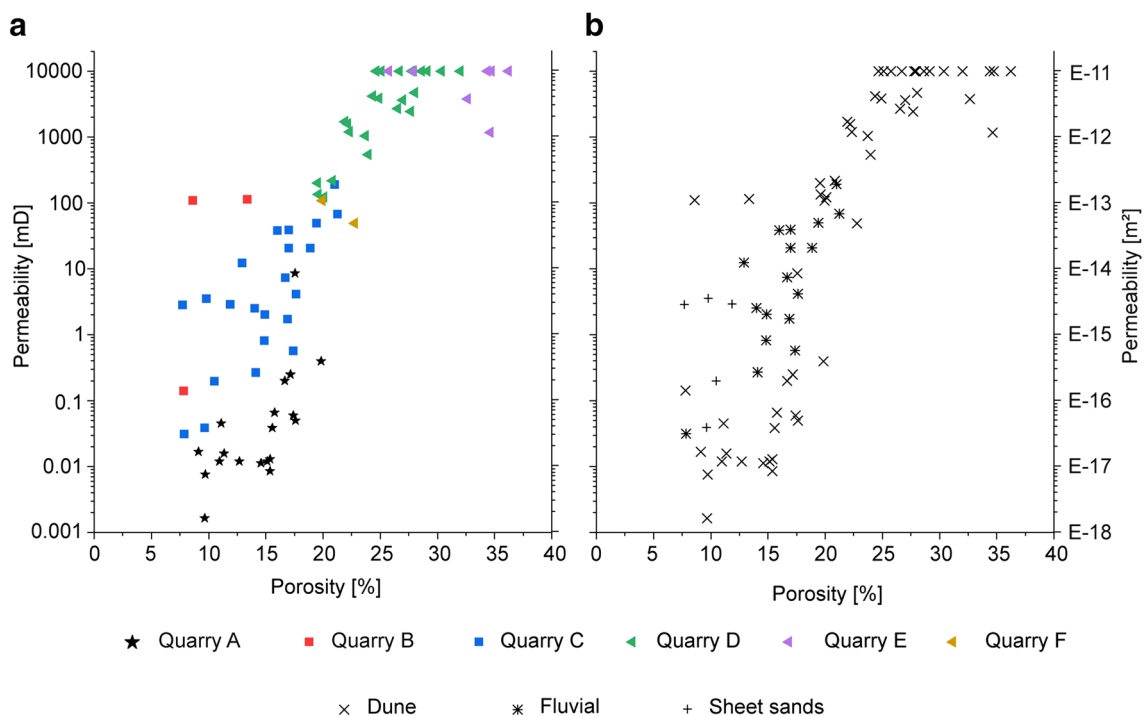 a
b
10000
1000
100
10
1
0.1
0.01
0.001
Permeability [mD]
0 5 10 15 20 25 30 35 40
Porosity [%]
E-11
E-12
E-13
E-14
E-15
E-16
E-17
E-18
Permeability [m²]
0 5 10 15 20 25 30 35 40
Porosity [%]
Quarry A Quarry B Quarry C Quarry D Quarry E Quarry F
Dune Fluvial Sheet sands